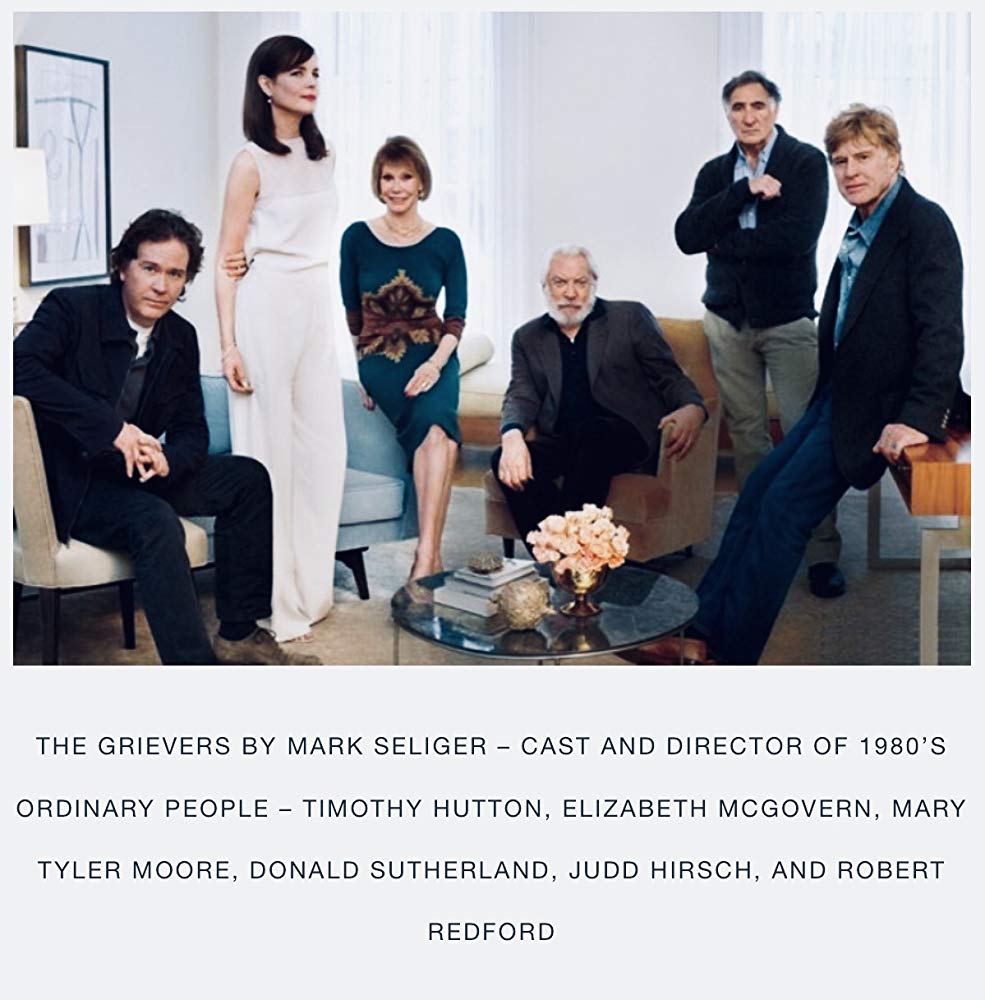 THE GRIEVERS BY MARK SELIGER – CAST AND DIRECTOR OF 1980’S
ORDINARY PEOPLE – TIMOTHY HUTTON, ELIZABETH MCGOVERN, MARY
TYLER MOORE, DONALD SUTHERLAND, JUDD HIRSCH, AND ROBERT
REDFORD